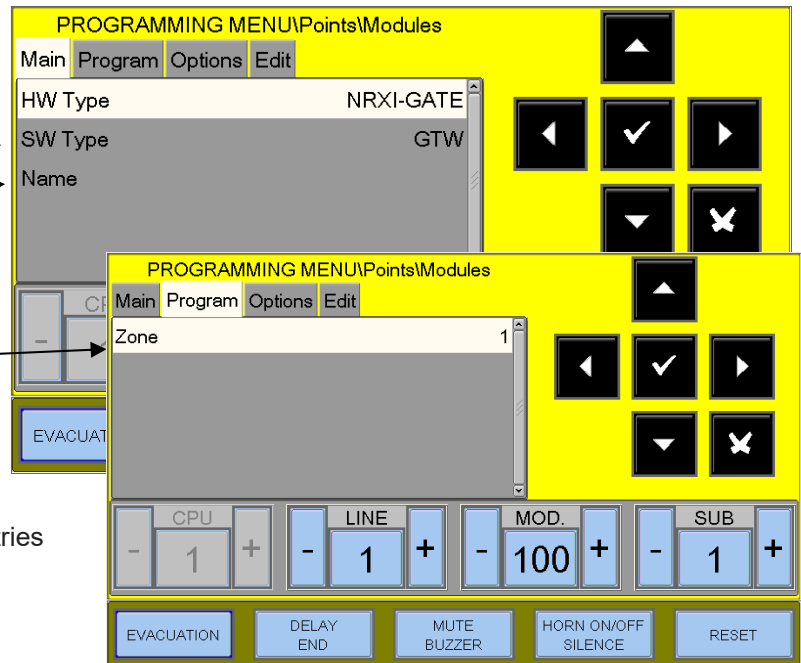 PROGRAMMING MENU\Points\Modules
Main Program Options Edit
HW Type NRXI-GATE
SW Type GTW
Name
PROGRAMMING MENU\Points\Modules
Main Program Options Edit
Zone 1
CPU LINE MOD. SUB
- 1 + - 1 + - 100 + - 1 +
EVACUATION DELAY END MUTE BUZZER HORN ON/OFF SILENCE RESET